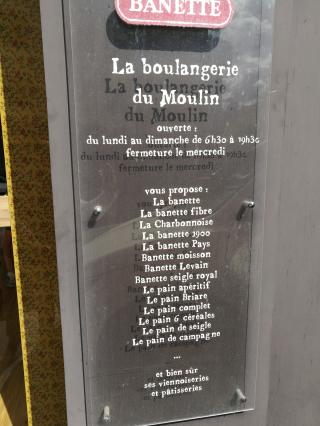 BANETTE
La boulangerie
du Moulin
ouverte :
du lundi au dimanche de 6h30 à 19h30
fermeture le mercredi
vous propose :
La banette
La banette fibre
La Charbonnoise
La banette 1900
La banette Pays
Banette moisson
Banette Levain
Banette seigle royal
Le pain apéritif
Le pain Briare
Le pain complet
Le pain 6 céréales
Le pain de seigle
Le pain de campagne
...
et bien sûr
ses viennoiseries
et pâtisseries